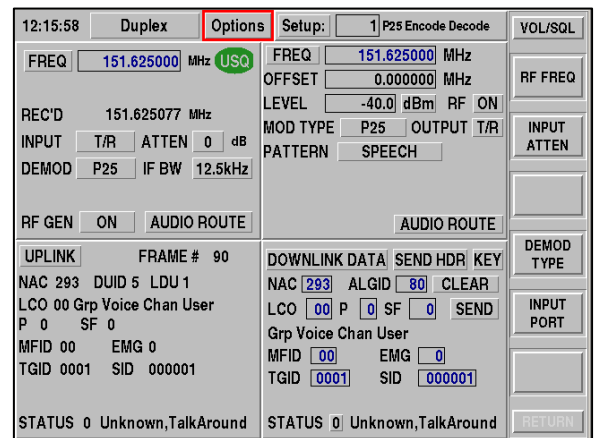 12:15:58 Duplex Options Setup: 1 P25 Encode Decode
FREQ 151.625000 MHz USQ
REC'D 151.625077 MHz
INPUT T/R ATTEN 0 dB
DEMOD P25 IF BW 12.5kHz
RF GEN ON AUDIO ROUTE
FREQ 151.625000 MHz
OFFSET 0.000000 MHz
LEVEL -40.0 dBm RF ON
MOD TYPE P25 OUTPUT T/R
PATTERN SPEECH
AUDIO ROUTE
UPLINK FRAME # 90
NAC 293 DUID 5 LDU 1
LCO 00 Grp Voice Chan User
P 0 SF 0
MFID 00 EMG 0
TGID 0001 SID 000001
STATUS 0 Unknown,TalkAround
DOWNLINK DATA SEND HDR KEY
NAC 293 ALGID 80 CLEAR
LCO 00 P 0 SF 0 SEND
Grp Voice Chan User
MFID 00 EMG 0
TGID 0001 SID 000001
STATUS 0 Unknown,TalkAround
VOL/SQL
RF FREQ
INPUT
ATTEN
DEMOD
TYPE
INPUT
PORT
RETURN